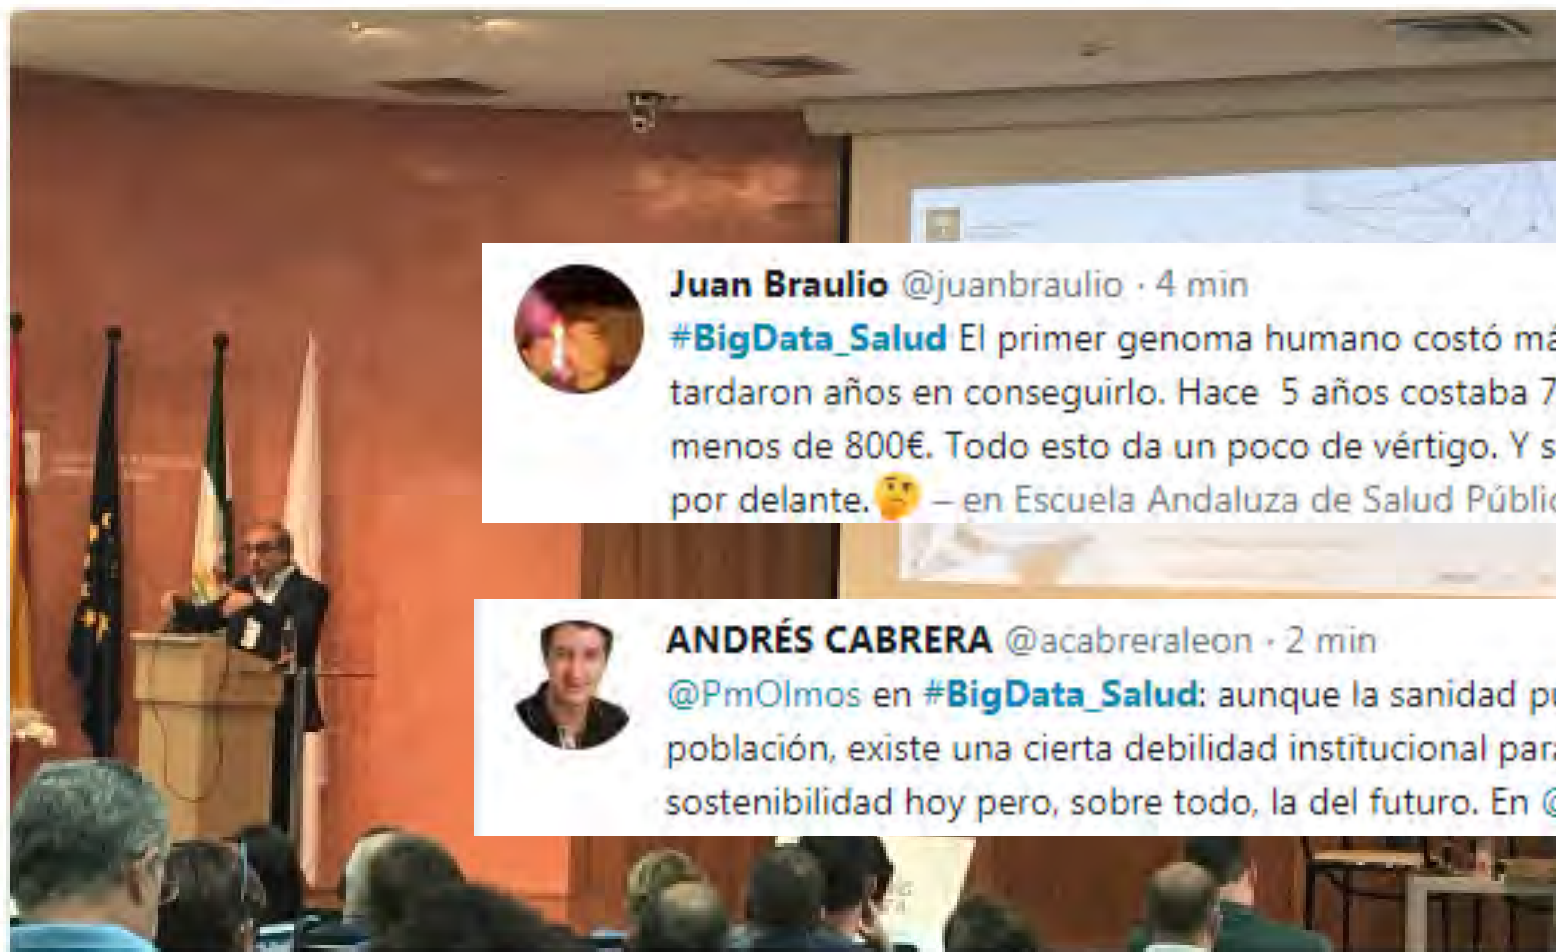 Juan Braulio @juanbraulio · 4 min
#BigData_Salud El primer genoma humano costó má
tardaron años en conseguirlo. Hace 5 años costaba 7
menos de 800€. Todo esto da un poco de vértigo. Y s
por delante.🤔 – en Escuela Andaluza de Salud Públic
ANDRÉS CABRERA @acabreraleon · 2 min
@PmOlmos en #BigData_Salud: aunque la sanidad pu
población, existe una cierta debilidad institucional para
sostenibilidad hoy pero, sobre todo, la del futuro. En @